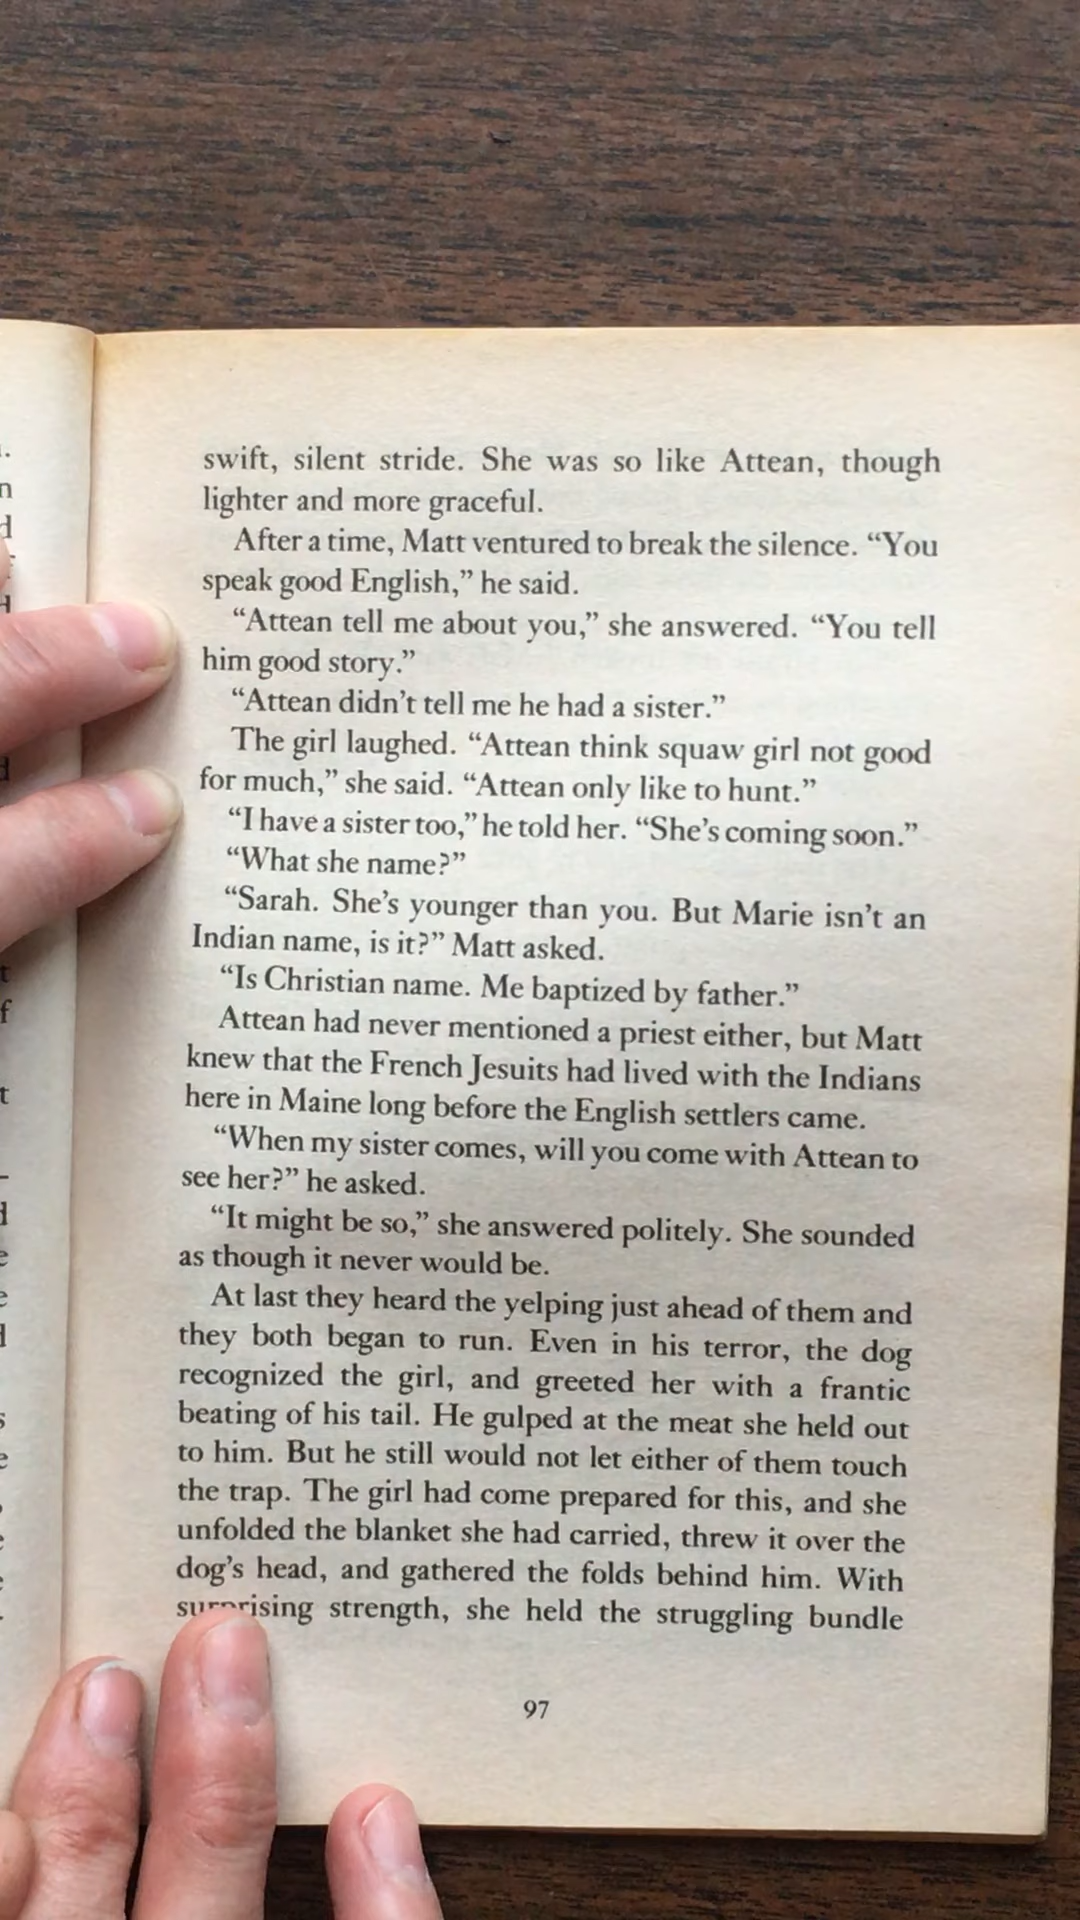 swift, silent stride. She was so like Attean, though
lighter and more graceful.
After a time, Matt ventured to break the silence. “You
speak good English,” he said.
“Attean tell me about you,” she answered. “You tell
him good story.”
“Attean didn’t tell me he had a sister.”
The girl laughed. “Attean think squaw girl not good
for much,” she said. “Attean only like to hunt.”
“I have a sister too,” he told her. “She’s coming soon.”
“What she name?”
“Sarah. She’s younger than you. But Marie isn’t an
Indian name, is it?” Matt asked.
“Is Christian name. Me baptized by father.”
Attean had never mentioned a priest either, but Matt
knew that the French Jesuits had lived with the Indians
here in Maine long before the English settlers came.
“When my sister comes, will you come with Attean to
see her?” he asked.
“It might be so,” she answered politely. She sounded
as though it never would be.
At last they heard the yelping just ahead of them and
they both began to run. Even in his terror, the dog
recognized the girl, and greeted her with a frantic
beating of his tail. He gulped at the meat she held out
to him. But he still would not let either of them touch
the trap. The girl had come prepared for this, and she
unfolded the blanket she had carried, threw it over the
dog’s head, and gathered the folds behind him. With
surprising strength, she held the struggling bundle
97